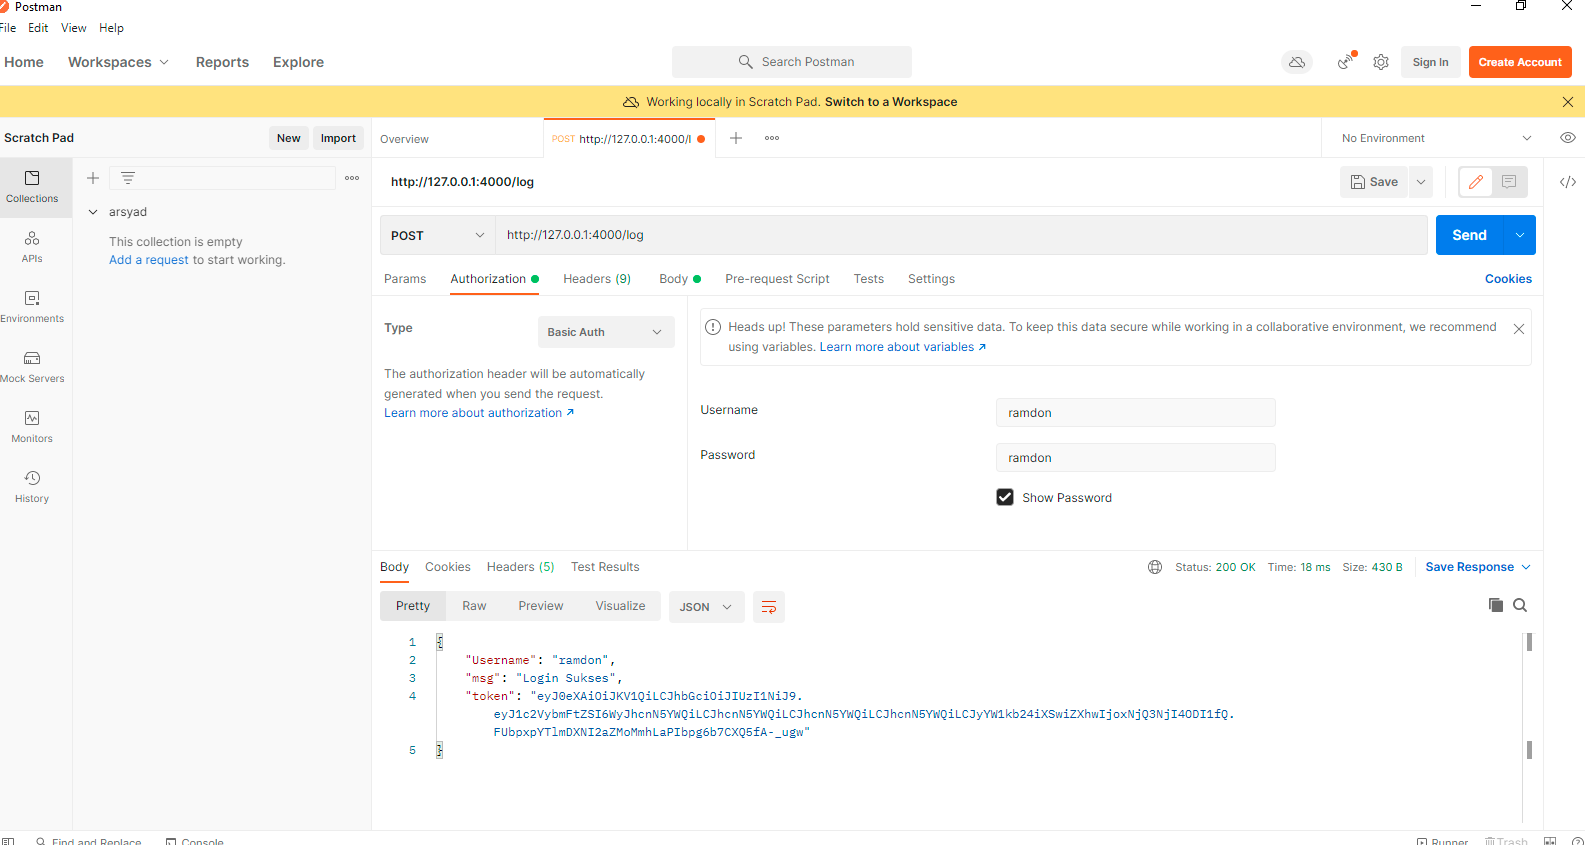 Postman
File Edit View Help
Home Workspaces Reports Explore
Search Postman
Sign In Create Account
Working locally in Scratch Pad. Switch to a Workspace
Scratch Pad New Import
Overview
POST http://127.0.0.1:4000/l
No Environment
Collections
APIs
Environments
Mock Servers
Monitors
History
arsyad
This collection is empty
Add a request to start working.
http://127.0.0.1:4000/log
Save
POST http://127.0.0.1:4000/log Send
Params Authorization Headers (9) Body Pre-request Script Tests Settings Cookies
Type Basic Auth
The authorization header will be automatically
generated when you send the request.
Learn more about authorization
Heads up! These parameters hold sensitive data. To keep this data secure while working in a collaborative environment, we recommend
using variables. Learn more about variables
Username ramdon
Password ramdon
Show Password
Body Cookies Headers (5) Test Results
Status: 200 OK Time: 18 ms Size: 430 B Save Response
Pretty Raw Preview Visualize JSON
1 {
2 "Username": "ramdon",
3 "msg": "Login Sukses",
4 "token": "eyJ0eXAiOiJKV1QiLCJhbGciOiJIUzI1NiJ9.
eyJ1c2VybmFtZSI6WyJhcnN5YWQiLCJhcnN5YWQiLCJhcnN5YWQiLCJhcnN5YWQiLCJyYW1kb24iXSwiZXhwIjoxNjQ3NjI4ODI1fQ.
FUbpxpYTlmDXNI2aZMoMmhLaPIbpg6b7CXQ5fA-_ugw"
5 }
Find and Replace Console
Runner Trash